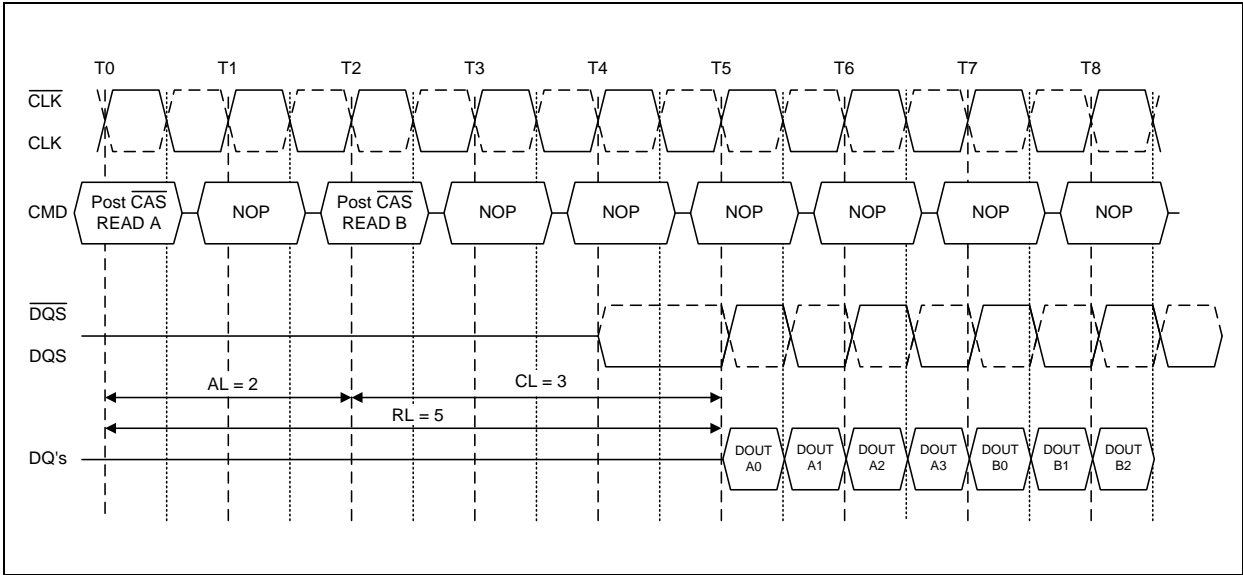 T0 T1 T2 T3 T4 T5 T6 T7 T8
CLK
CLK
CMD
Post CAS
READ A
NOP
Post CAS
READ B
NOP
NOP
NOP
NOP
NOP
NOP
DQS
DQS
AL = 2
CL = 3
RL = 5
DQ's
DOUT
A0
DOUT
A1
DOUT
A2
DOUT
A3
DOUT
B0
DOUT
B1
DOUT
B2